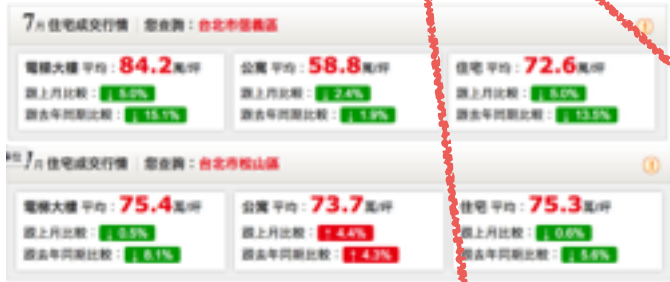 7月 住宅成交行情 您查詢：台北市信義區
電梯大樓 平均：84.2萬/坪
跟上月比較：↓ 5.0%
跟去年同期比較：↓ 15.1%
公寓 平均：58.8萬/坪
跟上月比較：↓ 2.4%
跟去年同期比較：↓ 1.9%
住宅 平均：72.6萬/坪
跟上月比較：↓ 5.0%
跟去年同期比較：↓ 13.5%
7月 住宅成交行情 您查詢：台北市松山區
電梯大樓 平均：75.4萬/坪
跟上月比較：↓ 0.5%
跟去年同期比較：↓ 8.1%
公寓 平均：73.7萬/坪
跟上月比較：↑ 4.4%
跟去年同期比較：↑ 4.3%
住宅 平均：75.3萬/坪
跟上月比較：↓ 0.6%
跟去年同期比較：↓ 5.6%